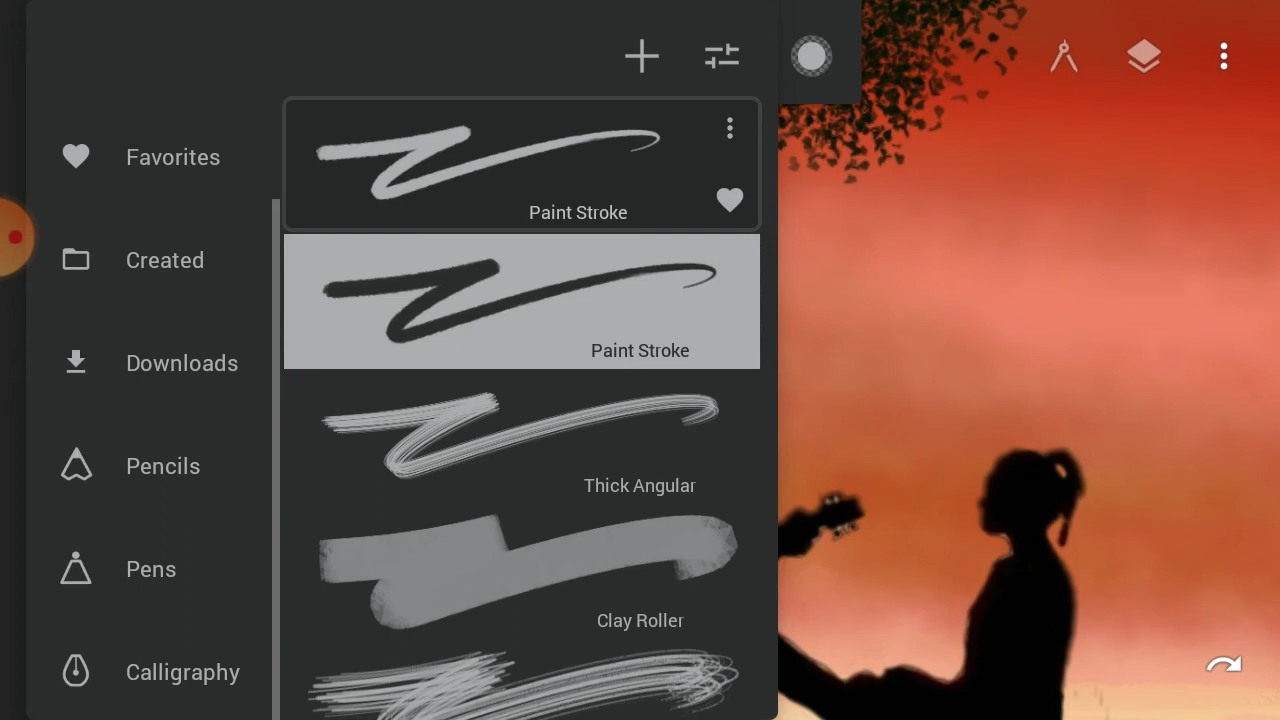 Favorites
Created
Downloads
Pencils
Pens
Calligraphy
Paint Stroke
Paint Stroke
Thick Angular
Clay Roller